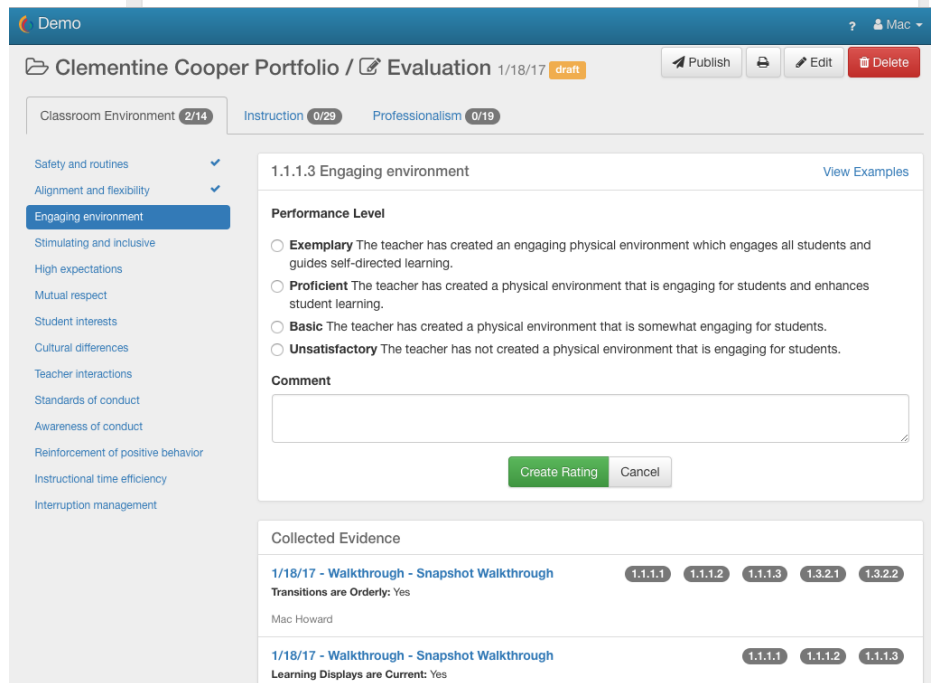 Demo
? Mac
Clementine Cooper Portfolio / Evaluation 1/18/17 draft
Publish
Edit
Delete
Classroom Environment 2/14
Instruction 0/29
Professionalism 0/19
Safety and routines
Alignment and flexibility
Engaging environment
Stimulating and inclusive
High expectations
Mutual respect
Student interests
Cultural differences
Teacher interactions
Standards of conduct
Awareness of conduct
Reinforcement of positive behavior
Instructional time efficiency
Interruption management
1.1.1.3 Engaging environment
View Examples
Performance Level
Exemplary The teacher has created an engaging physical environment which engages all students and
guides self-directed learning.
Proficient The teacher has created a physical environment that is engaging for students and enhances
student learning.
Basic The teacher has created a physical environment that is somewhat engaging for students.
Unsatisfactory The teacher has not created a physical environment that is engaging for students.
Comment
Create Rating
Cancel
Collected Evidence
1/18/17 - Walkthrough - Snapshot Walkthrough
1.1.1.1 1.1.1.2 1.1.1.3 1.3.2.1 1.3.2.2
Transitions are Orderly: Yes
Mac Howard
1/18/17 - Walkthrough - Snapshot Walkthrough
1.1.1.1 1.1.1.2 1.1.1.3
Learning Displays are Current: Yes